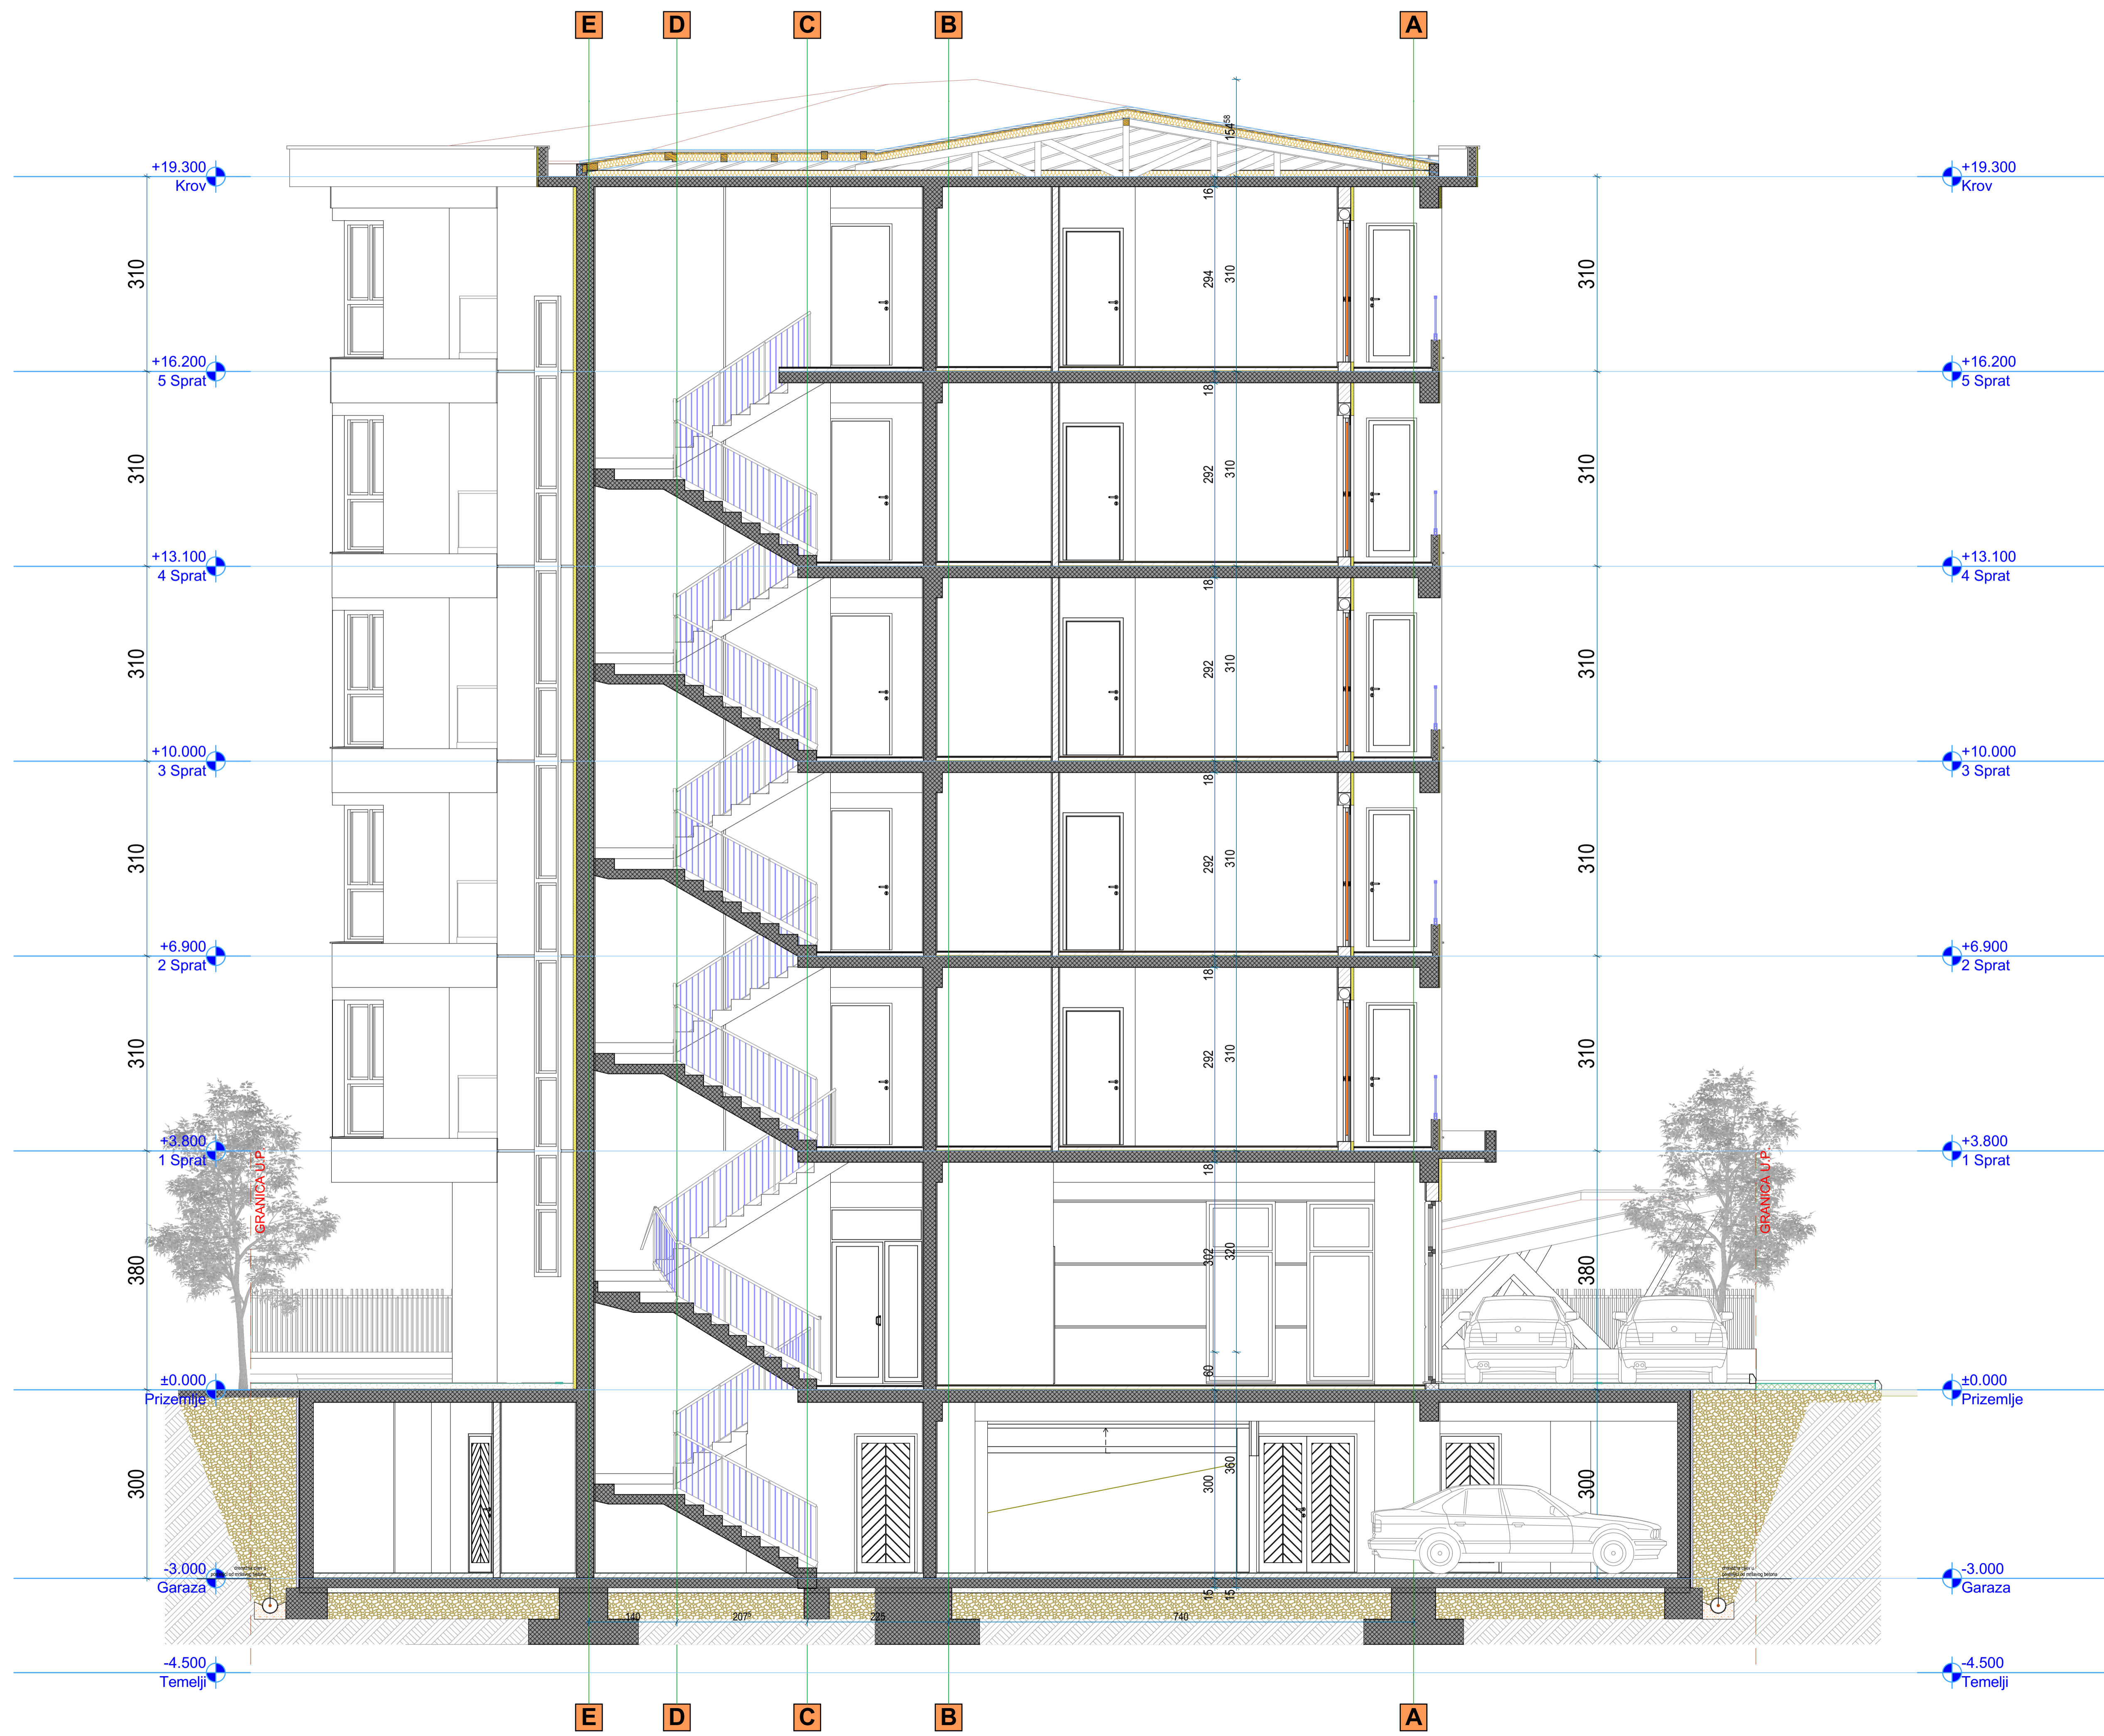 E D C B A
154⁵⁸
+19.300
Krov
+19.300
Krov
16
310
294
310
310
+16.200
5 Sprat
+16.200
5 Sprat
18
310
292
310
310
+13.100
4 Sprat
+13.100
4 Sprat
18
310
292
310
310
+10.000
3 Sprat
+10.000
3 Sprat
18
310
292
310
310
+6.900
2 Sprat
+6.900
2 Sprat
18
310
292
310
310
+3.800
1 Sprat
+3.800
1 Sprat
18
GRANICA U.P.
GRANICA U.P.
380
302
320
380
60
±0.000
Prizemlje
±0.000
Prizemlje
300
300
360
300
-3.000
Garaza
-3.000
Garaza
15
15
140
207⁵
225
740
-4.500
Temelji
-4.500
Temelji
E D C B A